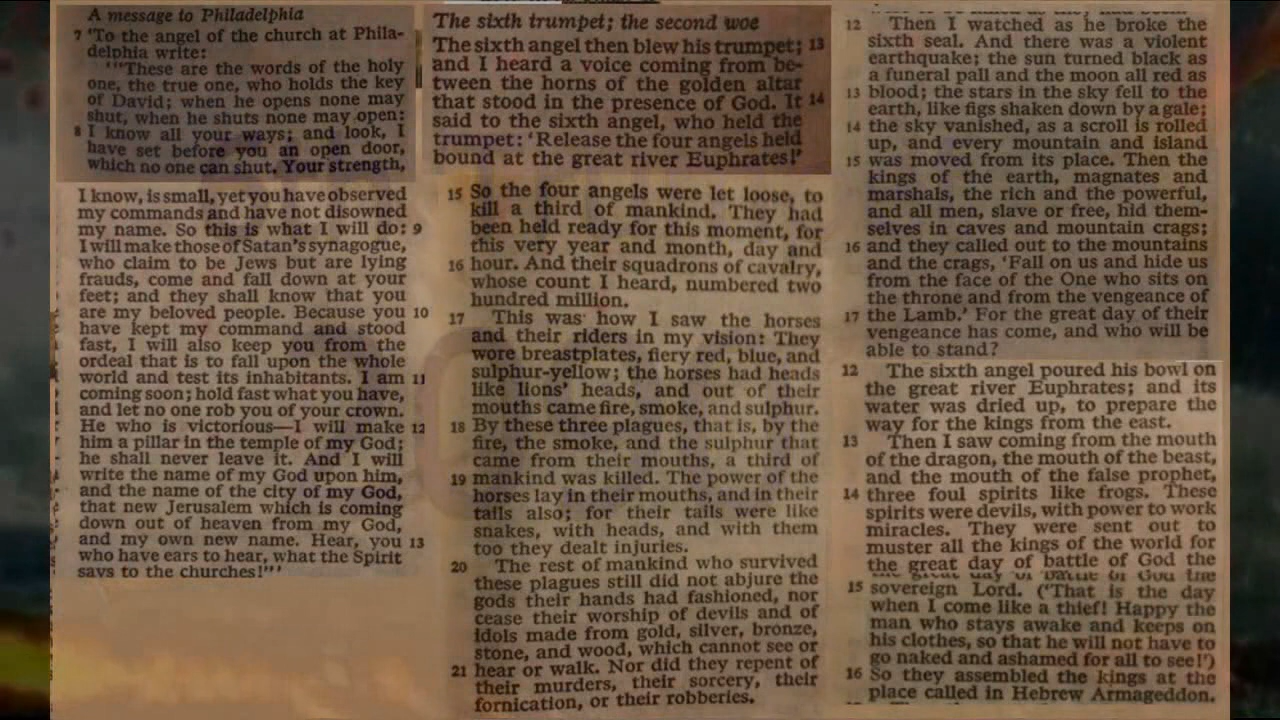 A message to Philadelphia
7 'To the angel of the church at Phila-
delphia write:
'"These are the words of the holy
one, the true one, who holds the key
of David; when he opens none may
shut, when he shuts none may open:
8 I know all your ways; and look, I
have set before you an open door,
which no one can shut. Your strength,
I know, is small, yet you have observed
my commands and have not disowned
my name. So this is what I will do: 9
I will make those of Satan's synagogue,
who claim to be Jews but are lying
frauds, come and fall down at your
feet; and they shall know that you
are my beloved people. Because you 10
have kept my command and stood
fast, I will also keep you from the
ordeal that is to fall upon the whole
world and test its inhabitants. I am 11
coming soon; hold fast what you have,
and let no one rob you of your crown.
He who is victorious—I will make 12
him a pillar in the temple of my God;
he shall never leave it. And I will
write the name of my God upon him,
and the name of the city of my God,
that new Jerusalem which is coming
down out of heaven from my God,
and my own new name. Hear, you 13
who have ears to hear, what the Spirit
says to the churches!"'
The sixth trumpet; the second woe
The sixth angel then blew his trumpet; 13
and I heard a voice coming from be-
tween the horns of the golden altar
that stood in the presence of God. It 14
said to the sixth angel, who held the
trumpet: 'Release the four angels held
bound at the great river Euphrates!'
15 So the four angels were let loose, to
kill a third of mankind. They had
been held ready for this moment, for
this very year and month, day and
16 hour. And their squadrons of cavalry,
whose count I heard, numbered two
hundred million.
17 This was how I saw the horses
and their riders in my vision: They
wore breastplates, fiery red, blue, and
sulphur-yellow; the horses had heads
like lions' heads, and out of their
mouths came fire, smoke, and sulphur.
18 By these three plagues, that is, by the
fire, the smoke, and the sulphur that
came from their mouths, a third of
19 mankind was killed. The power of the
horses lay in their mouths, and in their
tails also; for their tails were like
snakes, with heads, and with them
too they dealt injuries.
20 The rest of mankind who survived
these plagues still did not abjure the
gods their hands had fashioned, nor
cease their worship of devils and of
idols made from gold, silver, bronze,
stone, and wood, which cannot see or
21 hear or walk. Nor did they repent of
their murders, their sorcery, their
fornication, or their robberies.
12 Then I watched as he broke the
sixth seal. And there was a violent
earthquake; the sun turned black as
a funeral pall and the moon all red as
13 blood; the stars in the sky fell to the
earth, like figs shaken down by a gale;
14 the sky vanished, as a scroll is rolled
up, and every mountain and island
15 was moved from its place. Then the
kings of the earth, magnates and
marshals, the rich and the powerful,
and all men, slave or free, hid them-
selves in caves and mountain crags;
16 and they called out to the mountains
and the crags, 'Fall on us and hide us
from the face of the One who sits on
the throne and from the vengeance of
17 the Lamb.' For the great day of their
vengeance has come, and who will be
able to stand?
12 The sixth angel poured his bowl on
the great river Euphrates; and its
water was dried up, to prepare the
way for the kings from the east.
13 Then I saw coming from the mouth
of the dragon, the mouth of the beast,
and the mouth of the false prophet,
14 three foul spirits like frogs. These
spirits were devils, with power to work
miracles. They were sent out to
muster all the kings of the world for
the great day of battle of God the
the great day of battle of God the
15 sovereign Lord. ('That is the day
when I come like a thief! Happy the
man who stays awake and keeps on
his clothes, so that he will not have to
go naked and ashamed for all to see!')
16 So they assembled the kings at the
place called in Hebrew Armageddon.